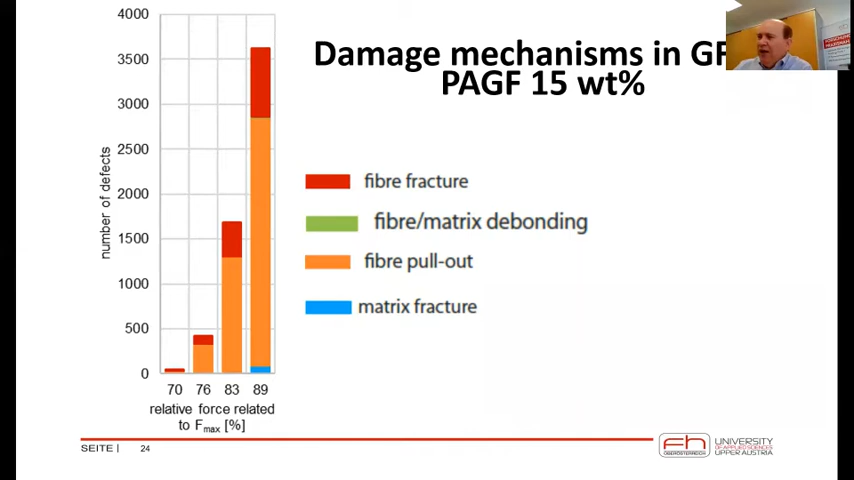 Damage mechanisms in GF
PAGF 15 wt%
4000
3500
3000
2500
2000
1500
1000
500
0
number of defects
70 76 83 89
relative force related
to Fmax [%]
fibre fracture
fibre/matrix debonding
fibre pull-out
matrix fracture
SEITE | 24
fh
OBERÖSTERREICH
UNIVERSITY
OF APPLIED SCIENCES
UPPER AUSTRIA